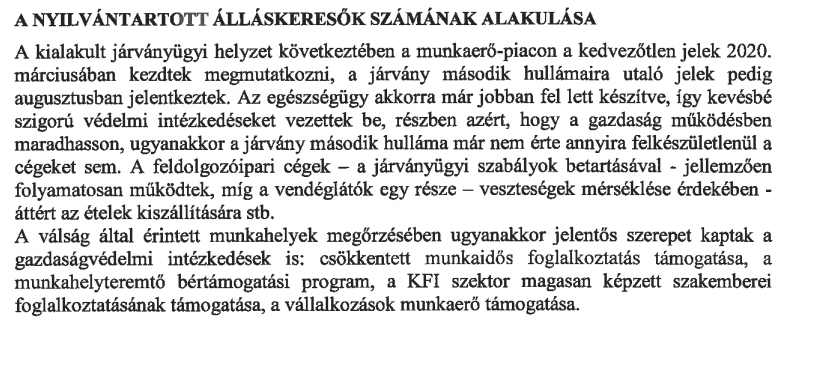 A NYILVÁNTARTOTT ÁLLÁSKERESŐK SZÁMÁNAK ALAKULÁSA
A kialakult járványügyi helyzet következtében a munkaerő-piacon a kedvezőtlen jelek 2020.
márciusában kezdtek megmutatkozni, a járvány második hullámaira utaló jelek pedig
augusztusban jelentkeztek. Az egészségügy akkorra már jobban fel lett készítve, így kevésbé
szigorú védelmi intézkedéseket vezettek be, részben azért, hogy a gazdaság működésben
maradhasson, ugyanakkor a járvány második hulláma már nem érte annyira felkészületlenül a
cégeket sem. A feldolgozóipari cégek – a járványügyi szabályok betartásával - jellemzően
folyamatosan működtek, míg a vendéglátók egy része – veszteségek mérséklése érdekében -
áttért az ételek kiszállítására stb.
A válság által érintett munkahelyek megőrzésében ugyanakkor jelentős szerepet kaptak a
gazdaságvédelmi intézkedések is: csökkentett munkaidős foglalkoztatás támogatása, a
munkahelyteremtő bértámogatási program, a KFI szektor magasan képzett szakemberei
foglalkoztatásának támogatása, a vállalkozások munkaerő támogatása.